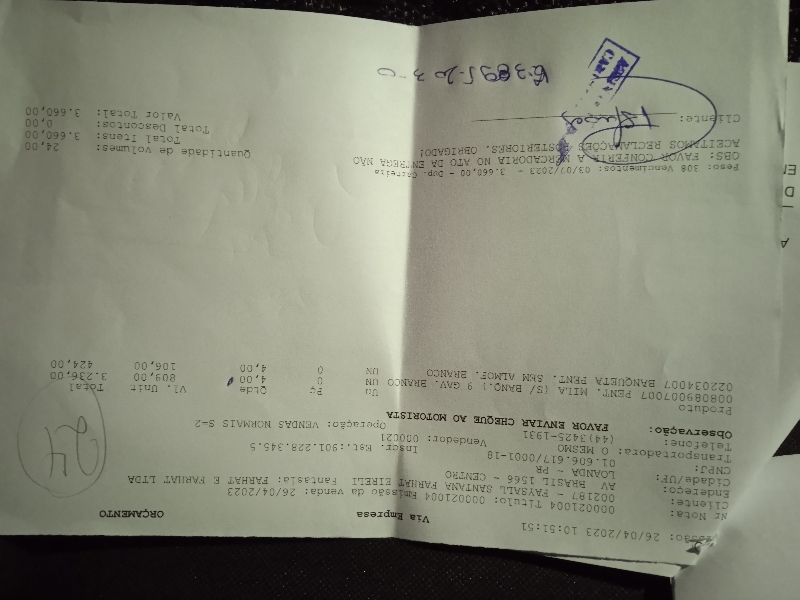 26/04/2023 10:51:51
Via Empresa ORÇAMENTO
Nr Nota: 000021004 Título: 000021004 Emissão da venda: 26/04/2023
Cliente: 002187 - FAYSALL SANTANA FARHAT EIRELI Fantasia: FARHAT E FARHAT LTDA
Endereço: AV BRASIL 1566 - CENTRO
Cidade/UF: LOANDA - PR
CNPJ: 01.606.617/0001-18 Inscr. Est.:901.228.345.5
Transportadora: O MESMO Vendedor: 000021
Telefone: (44)3425-1931 Operação: VENDAS NORMAIS S-2
Observação: FAVOR ENVIAR CHEQUE AO MOTORISTA
24
Produto Un Pç Qtde Vl. Unit Total
008089007007 PENT. MILA (S/ BANQ.) 9 GAV. BRANCO UN 0 4,00 809,00 3.236,00
022034007 BANQUETA PENT. SEM ALMOF. BRANCO UN 0 4,00 106,00 424,00
Peso: 308 Vencimentos: 03/07/2023 - 3.660,00 - Dup. Carteira
OBS: FAVOR CONFERIR A MERCADORIA NO ATO DA ENTREGA NÃO
ACEITAMOS RECLAMAÇÕES POSTERIORES. OBRIGADO!
Quantidade de volumes: 24,00
Total Itens: 3.660,00
Total Descontos: 0,00
Valor Total: 3.660,00
Cliente: